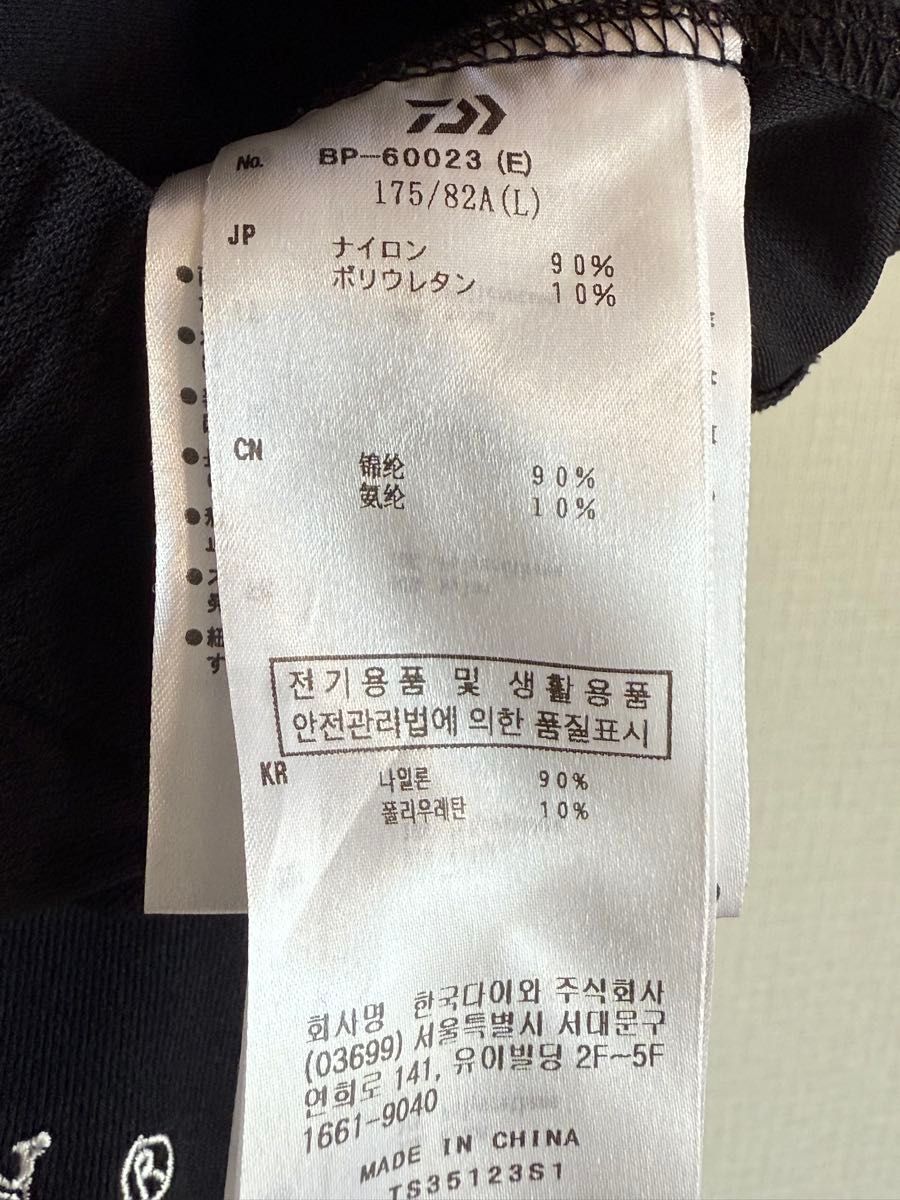 No. BP-60023 (E)
175/82A(L)
JP
ナイロン 90%
ポリウレタン 10%
CN
锦纶 90%
氨纶 10%
전기용품 및 생활용품
안전관리법에 의한 품질표시
KR
나일론 90%
폴리우레탄 10%
회사명 한국다이와 주식회사
(03699) 서울특별시 서대문구
연희로 141, 유이빌딩 2F~5F
1661-9040
MADE IN CHINA
TS35123S1